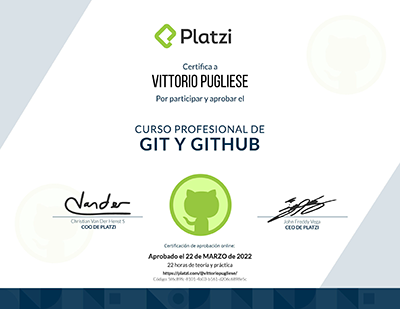 Platzi
Certifica a
VITTORIO PUGLIESE
Por participar y aprobar el
CURSO PROFESIONAL DE
GIT Y GITHUB
Christian Van Der Henst S.
COO DE PLATZI
John Freddy Vega
CEO DE PLATZI
Certificación de aprobación online:
Aprobado el 22 de MARZO de 2022
22 horas de teoría y práctica
https://platzi.com/@vittoriopugliese/
Código: